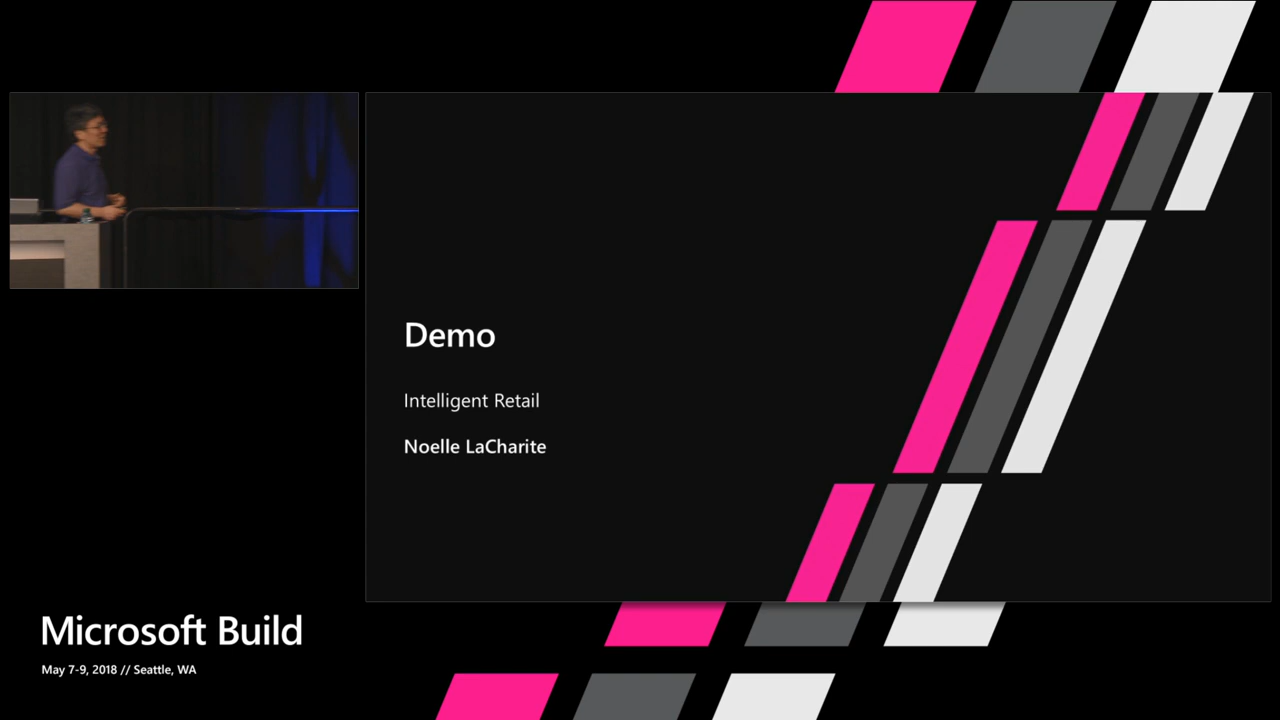 Demo
Intelligent Retail
Noelle LaCharite
Microsoft Build
May 7-9, 2018 // Seattle, WA